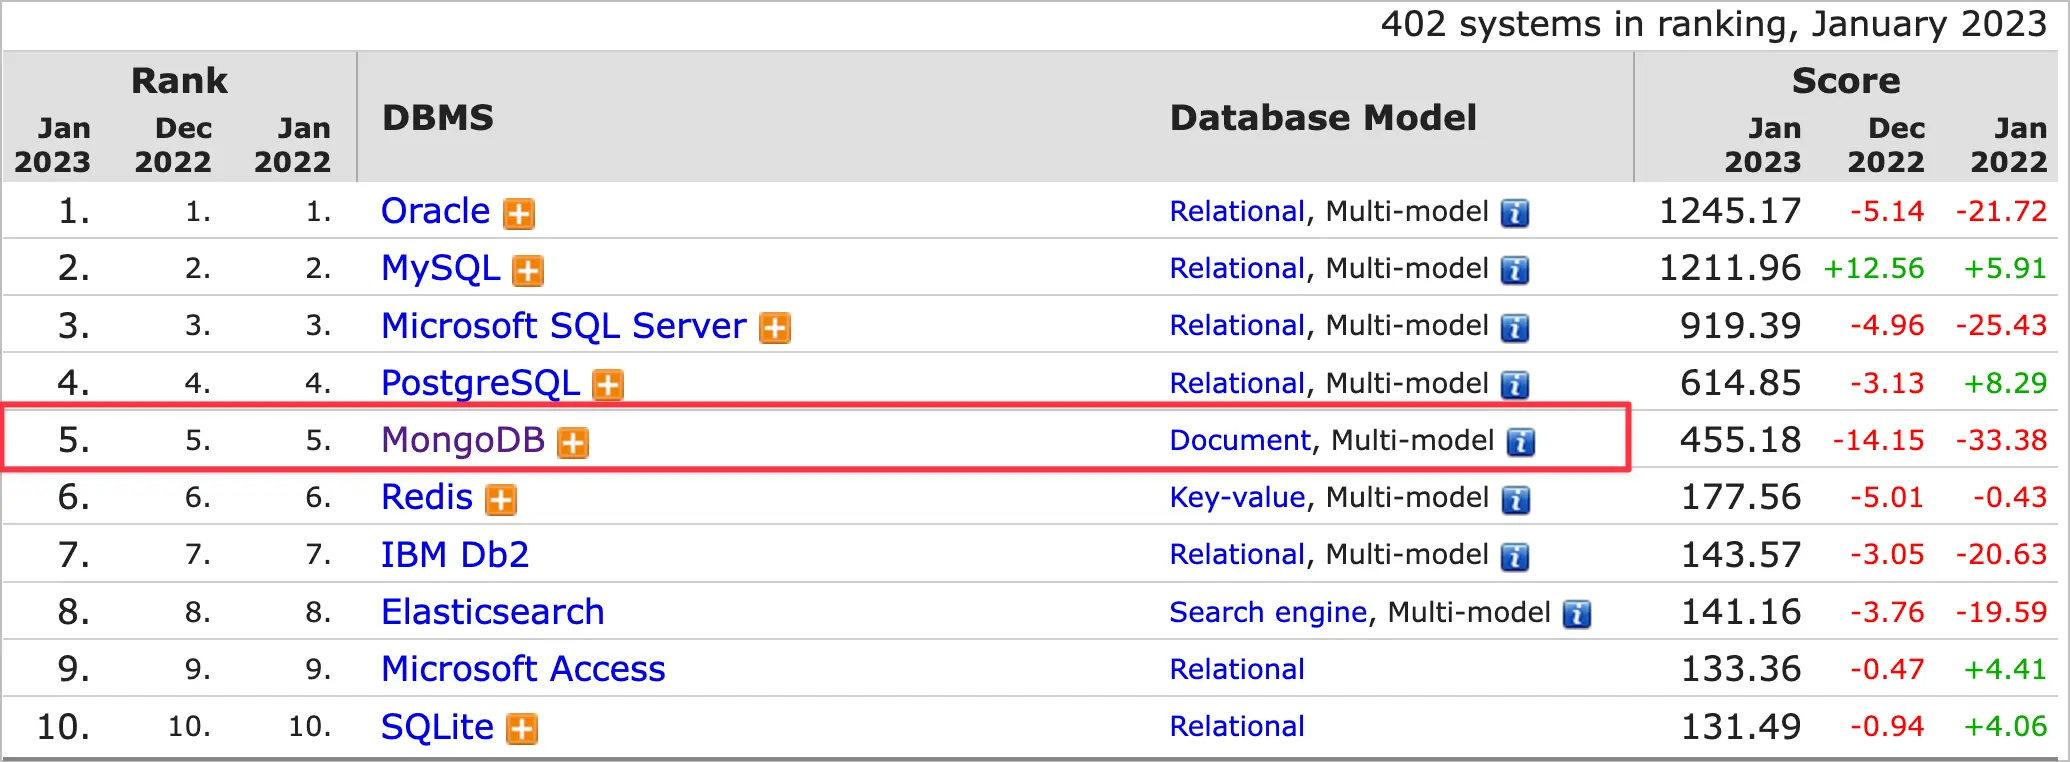 402 systems in ranking, January 2023
Rank DBMS Database Model Score
Jan 2023 Dec 2022 Jan 2022 Jan 2023 Dec 2022 Jan 2022
1. 1. 1. Oracle Relational, Multi-model 1245.17 -5.14 -21.72
2. 2. 2. MySQL Relational, Multi-model 1211.96 +12.56 +5.91
3. 3. 3. Microsoft SQL Server Relational, Multi-model 919.39 -4.96 -25.43
4. 4. 4. PostgreSQL Relational, Multi-model 614.85 -3.13 +8.29
5. 5. 5. MongoDB Document, Multi-model 455.18 -14.15 -33.38
6. 6. 6. Redis Key-value, Multi-model 177.56 -5.01 -0.43
7. 7. 7. IBM Db2 Relational, Multi-model 143.57 -3.05 -20.63
8. 8. 8. Elasticsearch Search engine, Multi-model 141.16 -3.76 -19.59
9. 9. 9. Microsoft Access Relational 133.36 -0.47 +4.41
10. 10. 10. SQLite Relational 131.49 -0.94 +4.06